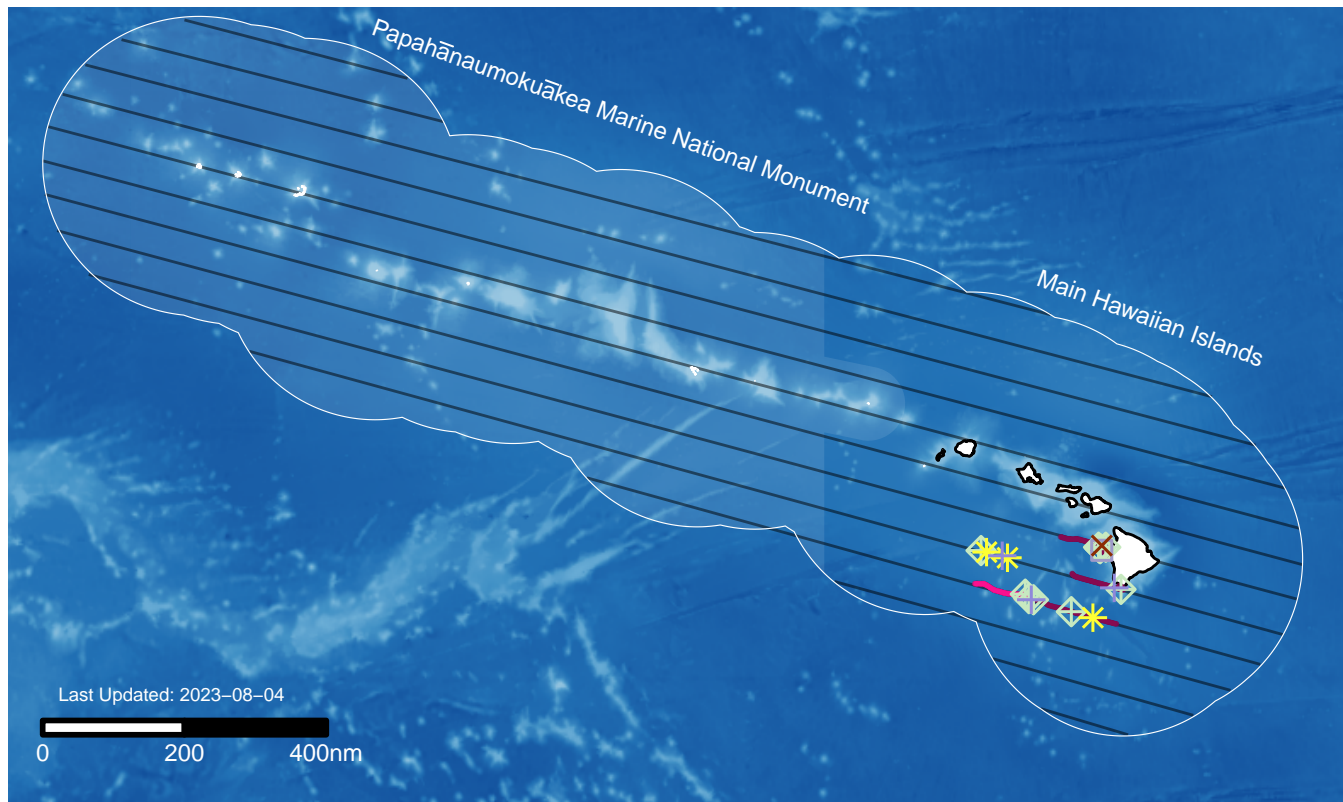 Papahānaumokuākea Marine National Monument
Main Hawaiian Islands
Last Updated: 2023−08−04
0 200 400nm